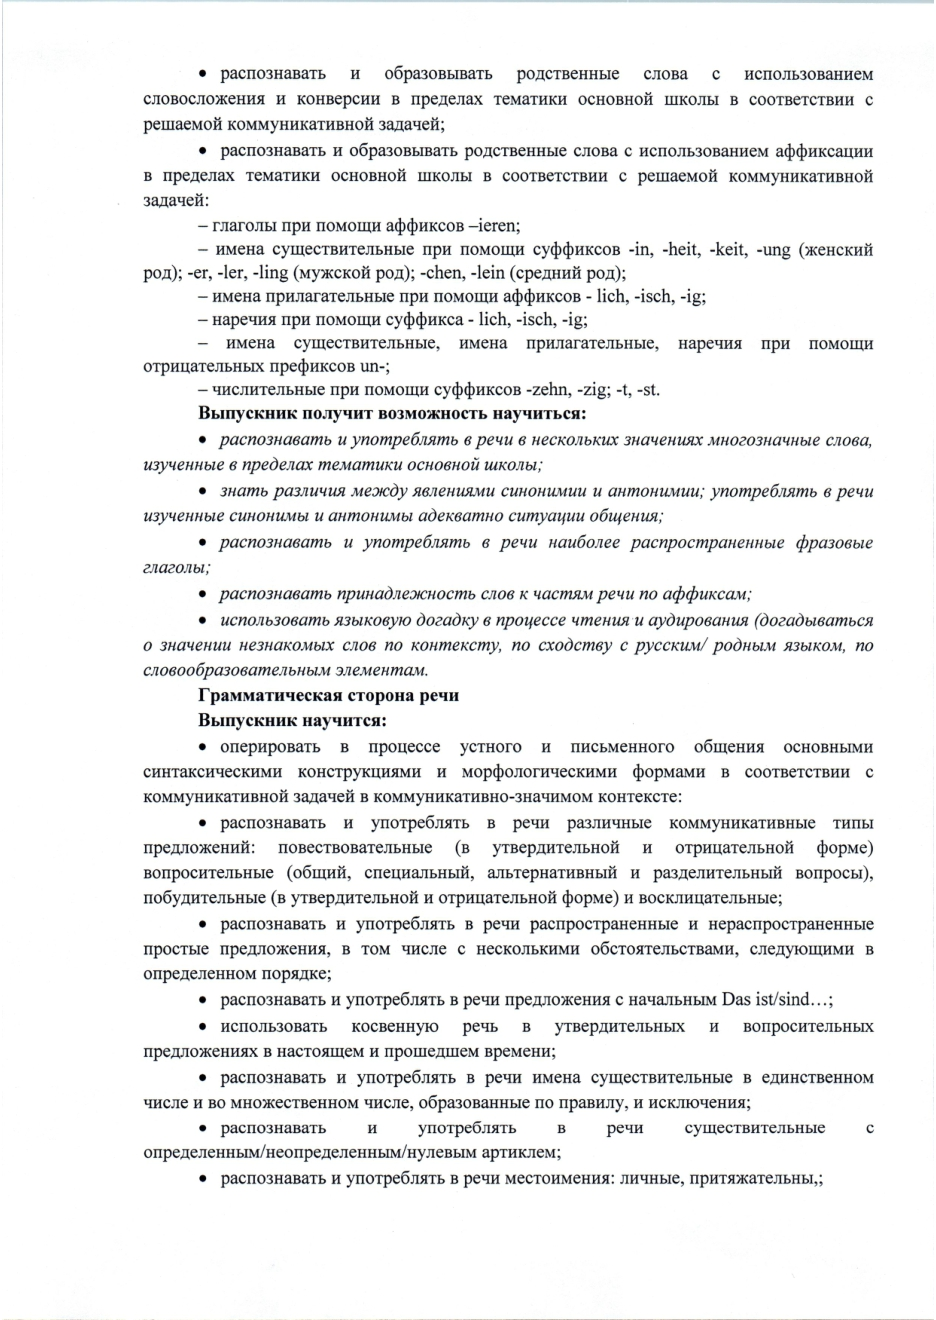 • распознавать и образовывать родственные слова с использованием
словосложения и конверсии в пределах тематики основной школы в соответствии с
решаемой коммуникативной задачей;
• распознавать и образовывать родственные слова с использованием аффиксации
в пределах тематики основной школы в соответствии с решаемой коммуникативной
задачей:
– глаголы при помощи аффиксов –ieren;
– имена существительные при помощи суффиксов -in, -heit, -keit, -ung (женский
род); -er, -ler, -ling (мужской род); -chen, -lein (средний род);
– имена прилагательные при помощи аффиксов - lich, -isch, -ig;
– наречия при помощи суффикса - lich, -isch, -ig;
– имена существительные, имена прилагательные, наречия при помощи
отрицательных префиксов un-;
– числительные при помощи суффиксов -zehn, -zig; -t, -st.
Выпускник получит возможность научиться:
• распознавать и употреблять в речи в нескольких значениях многозначные слова,
изученные в пределах тематики основной школы;
• знать различия между явлениями синонимии и антонимии; употреблять в речи
изученные синонимы и антонимы адекватно ситуации общения;
• распознавать и употреблять в речи наиболее распространенные фразовые
глаголы;
• распознавать принадлежность слов к частям речи по аффиксам;
• использовать языковую догадку в процессе чтения и аудирования (догадываться
о значении незнакомых слов по контексту, по сходству с русским/ родным языком, по
словообразовательным элементам.
Грамматическая сторона речи
Выпускник научится:
• оперировать в процессе устного и письменного общения основными
синтаксическими конструкциями и морфологическими формами в соответствии с
коммуникативной задачей в коммуникативно-значимом контексте:
• распознавать и употреблять в речи различные коммуникативные типы
предложений: повествовательные (в утвердительной и отрицательной форме)
вопросительные (общий, специальный, альтернативный и разделительный вопросы),
побудительные (в утвердительной и отрицательной форме) и восклицательные;
• распознавать и употреблять в речи распространенные и нераспространенные
простые предложения, в том числе с несколькими обстоятельствами, следующими в
определенном порядке;
• распознавать и употреблять в речи предложения с начальным Das ist/sind…;
• использовать косвенную речь в утвердительных и вопросительных
предложениях в настоящем и прошедшем времени;
• распознавать и употреблять в речи имена существительные в единственном
числе и во множественном числе, образованные по правилу, и исключения;
• распознавать и употреблять в речи существительные с
определенным/неопределенным/нулевым артиклем;
• распознавать и употреблять в речи местоимения: личные, притяжательны,;